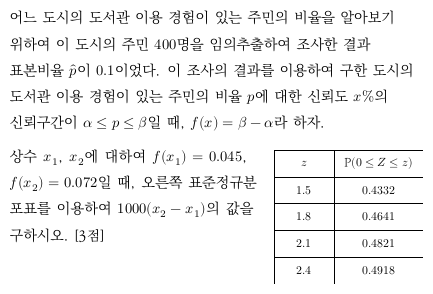 어느 도시의 도서관 이용 경험이 있는 주민의 비율을 알아보기
위하여 이 도시의 주민 400명을 임의추출하여 조사한 결과
표본비율 p̂이 0.1이었다. 이 조사의 결과를 이용하여 구한 도시의
도서관 이용 경험이 있는 주민의 비율 p에 대한 신뢰도 x%의
신뢰구간이 α ≤ p ≤ β일 때, f(x) = β − α라 하자.
상수 x₁, x₂에 대하여 f(x₁) = 0.045,
f(x₂) = 0.072일 때, 오른쪽 표준정규분
포표를 이용하여 1000(x₂ − x₁)의 값을
구하시오. [3점]
z P(0 ≤ Z ≤ z)
1.5 0.4332
1.8 0.4641
2.1 0.4821
2.4 0.4918